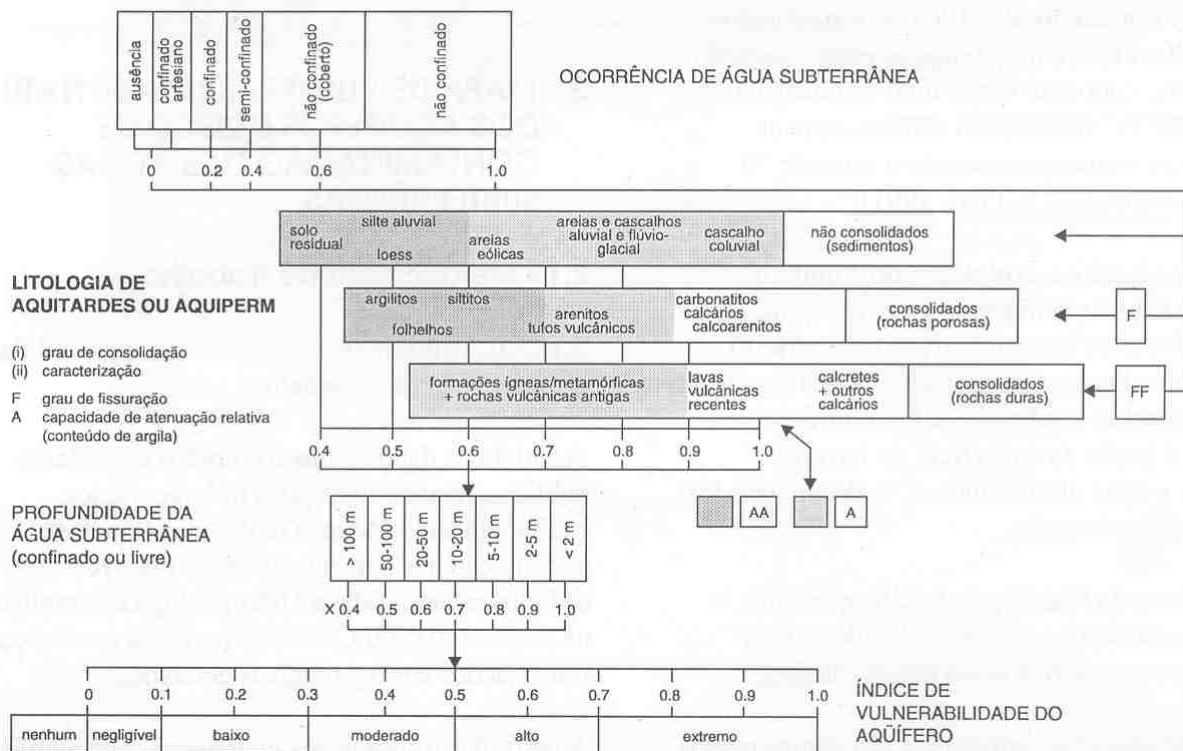 ausência
confinado
artesiano
confinado
semi-confinado
não confinado
(coberto)
não confinado
OCORRÊNCIA DE ÁGUA SUBTERRÂNEA
0 0.2 0.4 0.6 1.0
solo
residual
silte aluvial
loess
areias
eólicas
areias e cascalhos
aluvial e flúvio-
glacial
cascalho
coluvial
não consolidados
(sedimentos)
LITOLOGIA DE
AQUITARDES OU AQUIPERM
(i) grau de consolidação
(ii) caracterização
F grau de fissuração
A capacidade de atenuação relativa
(conteúdo de argila)
argilitos siltitos
folhelhos
arenitos
tufos vulcânicos
carbonatitos
calcários
calcoarenitos
consolidados
(rochas porosas)
F
formações ígneas/metamórficas
+ rochas vulcânicas antigas
lavas
vulcânicas
recentes
calcretes
+ outros
calcários
consolidados
(rochas duras)
FF
0.4 0.5 0.6 0.7 0.8 0.9 1.0
AA A
PROFUNDIDADE DA
ÁGUA SUBTERRÂNEA
(confinado ou livre)
> 100 m
50-100 m
20-50 m
10-20 m
5-10 m
2-5 m
< 2 m
X 0.4 0.5 0.6 0.7 0.8 0.9 1.0
0 0.1 0.2 0.3 0.4 0.5 0.6 0.7 0.8 0.9 1.0
ÍNDICE DE
VULNERABILIDADE DO
AQÜÍFERO
nenhum negligível baixo moderado alto extremo